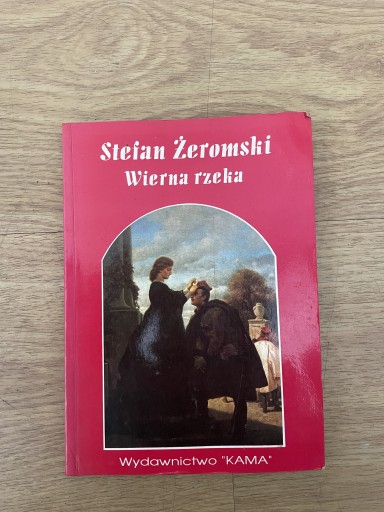 Stefan Żeromski
Wierna rzeka
Wydawnictwo "KAMA"